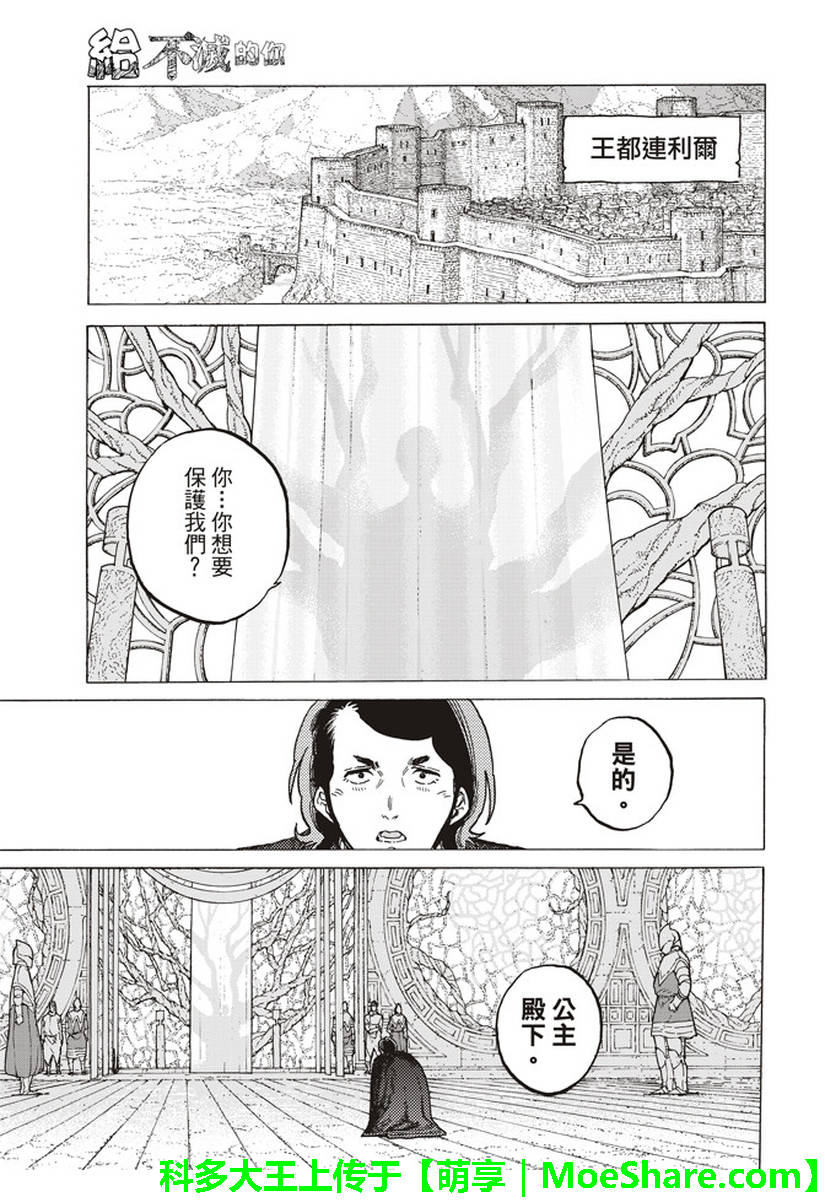 給不滅的你
王都連利爾
你…你想要
保護我們？
是的。
公主
殿下。
科多大王上传于【萌享】|MoeShare.com】